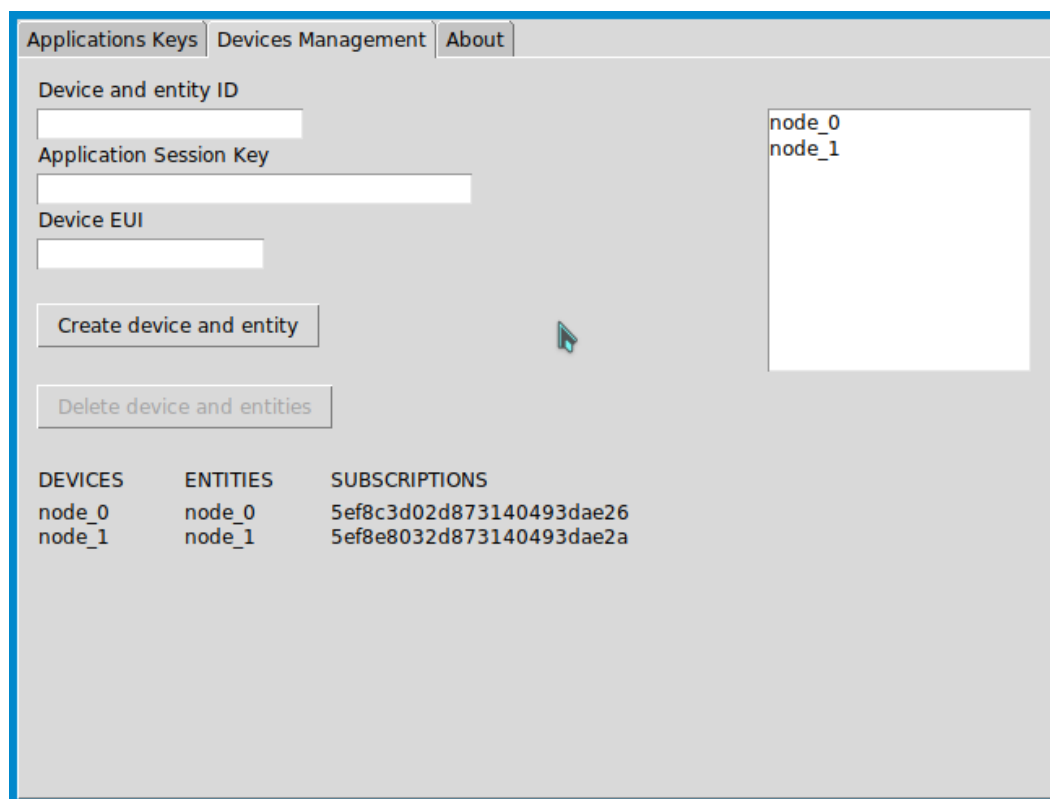 Applications Keys Devices Management About
Device and entity ID
node_0
node_1
Application Session Key
Device EUI
Create device and entity
Delete device and entities
DEVICES ENTITIES SUBSCRIPTIONS
node_0 node_0 5ef8c3d02d873140493dae26
node_1 node_1 5ef8e8032d873140493dae2a